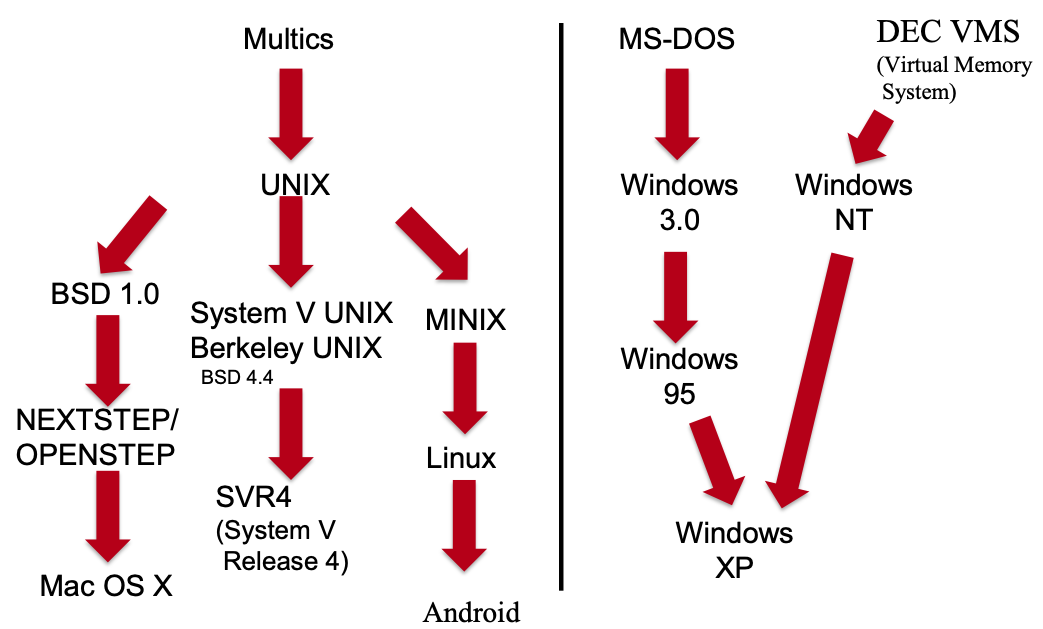 Multics
UNIX
BSD 1.0
System V UNIX
Berkeley UNIX
BSD 4.4
MINIX
NEXTSTEP/
OPENSTEP
Linux
SVR4
(System V
Release 4)
Mac OS X
Android
MS-DOS
DEC VMS
(Virtual Memory
System)
Windows
3.0
Windows
NT
Windows
95
Windows
XP